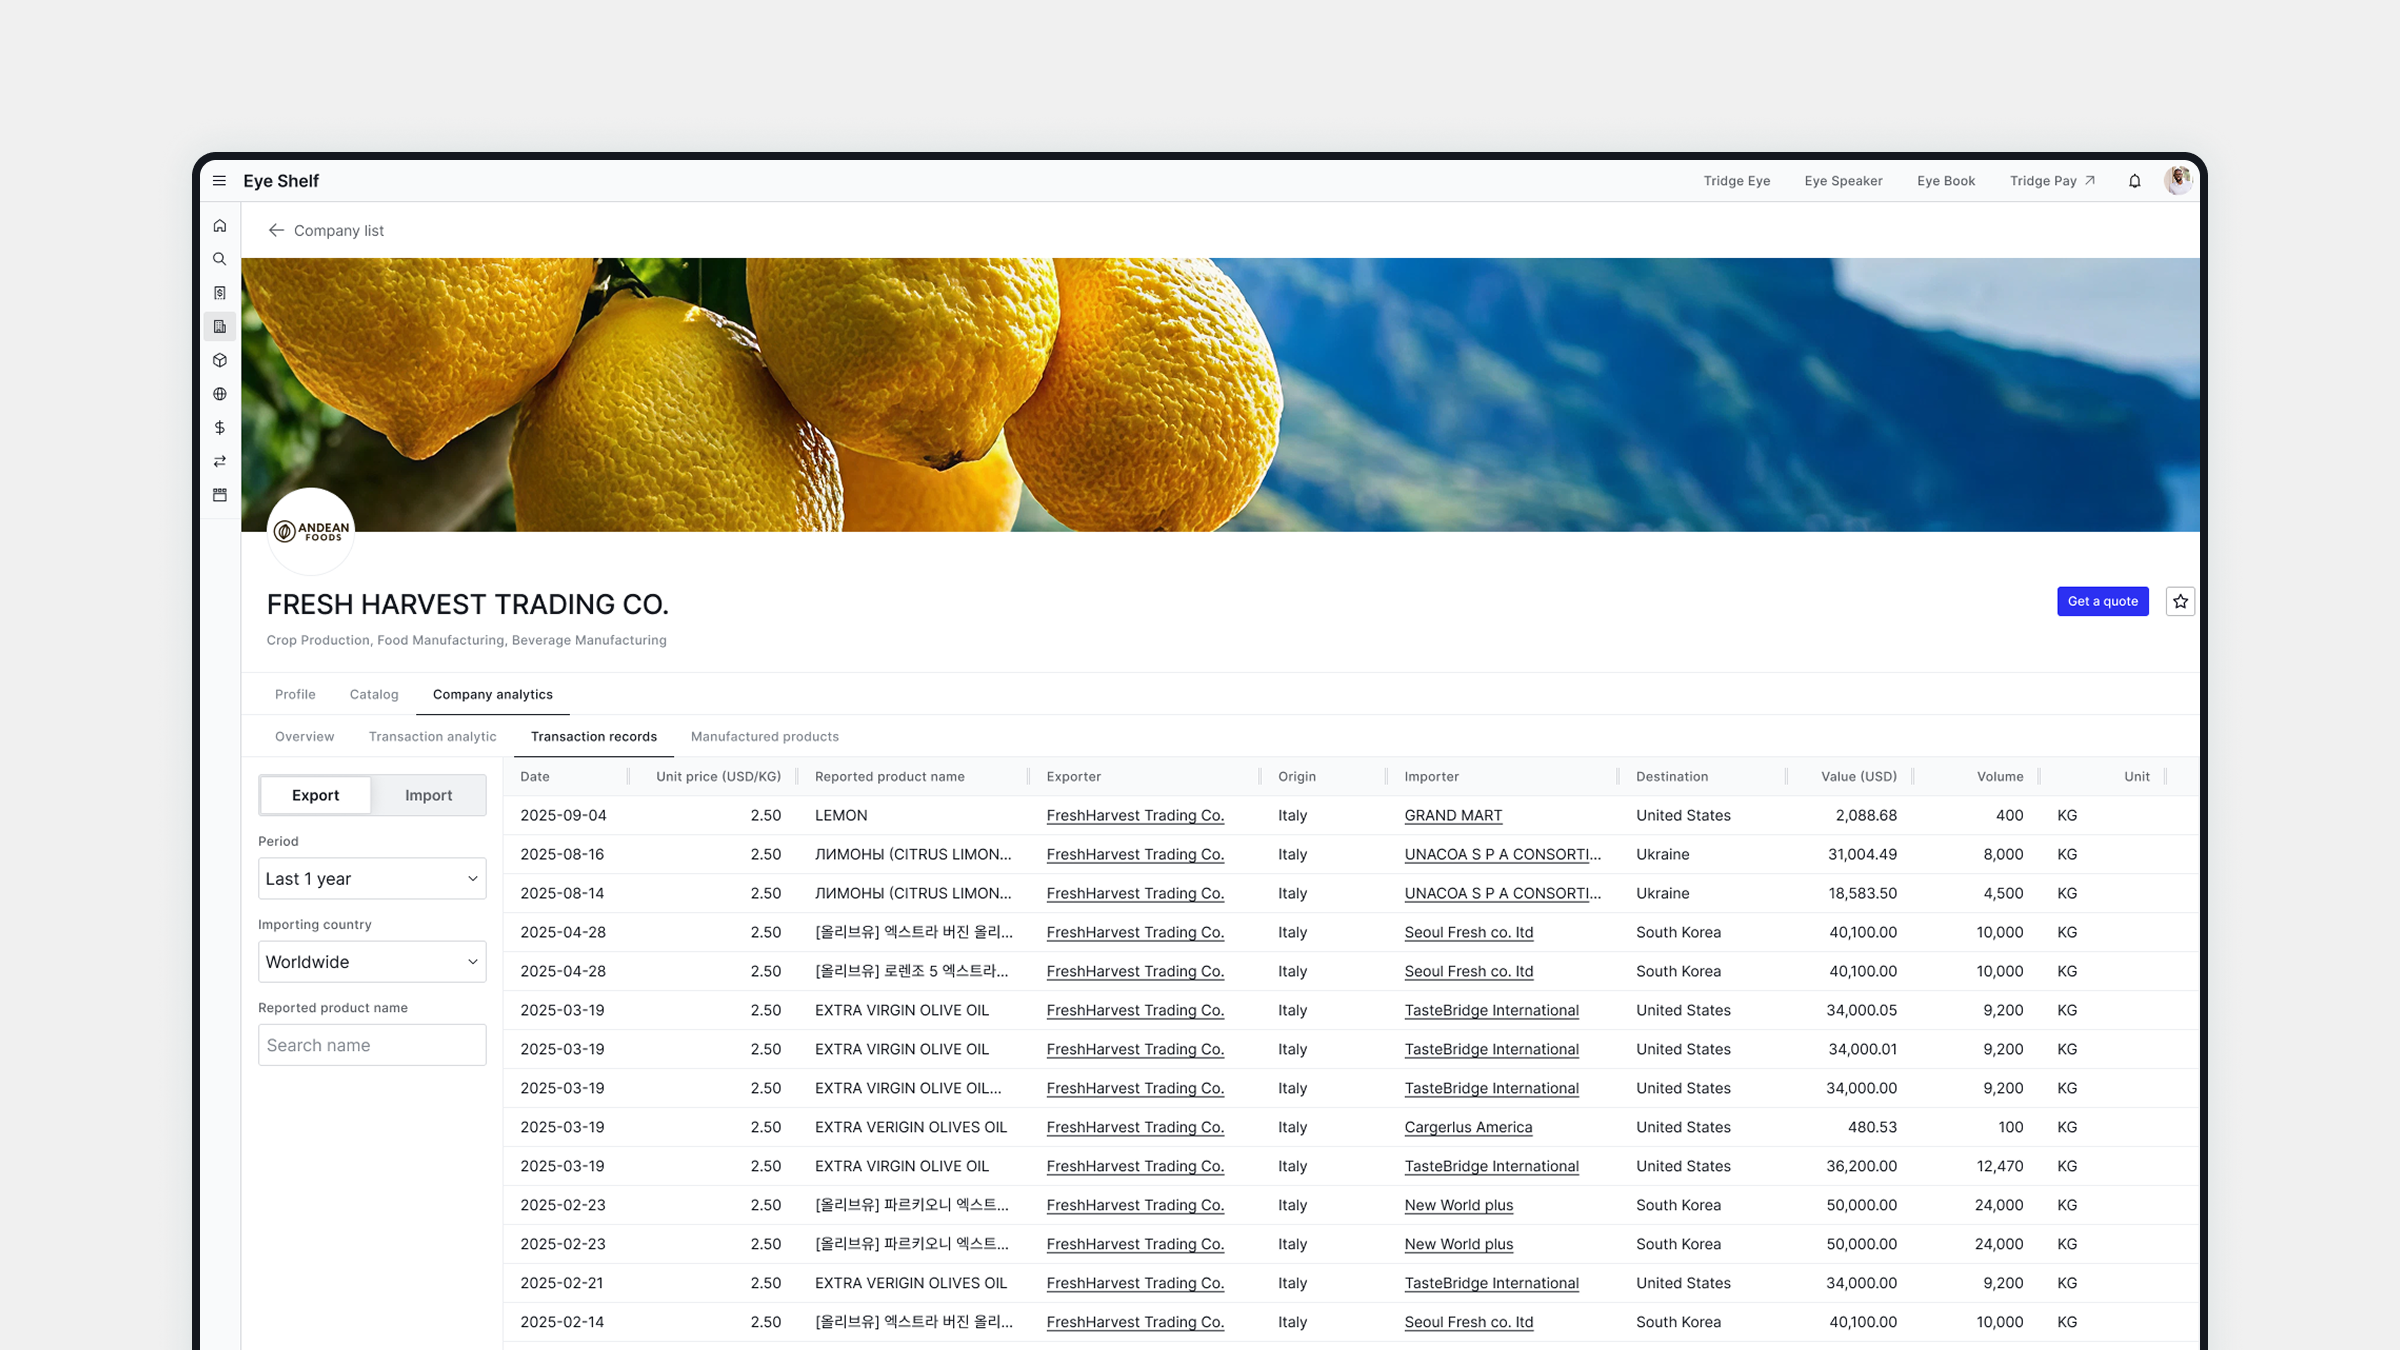 Eye Shelf
Tridge Eye Eye Speaker Eye Book Tridge Pay
Company list
ANDEAN
FOODS
FRESH HARVEST TRADING CO.
Get a quote
Crop Production, Food Manufacturing, Beverage Manufacturing
Profile Catalog Company analytics
Overview Transaction analytic Transaction records Manufactured products
Export Import
Period
Last 1 year
Importing country
Worldwide
Reported product name
Search name
Date Unit price (USD/KG) Reported product name Exporter Origin Importer Destination Value (USD) Volume Unit
2025-09-04 2.50 LEMON FreshHarvest Trading Co. Italy GRAND MART United States 2,088.68 400 KG
2025-08-16 2.50 ЛИМОНЫ (CITRUS LIMON... FreshHarvest Trading Co. Italy UNACOA S P A CONSORTI... Ukraine 31,004.49 8,000 KG
2025-08-14 2.50 ЛИМОНЫ (CITRUS LIMON... FreshHarvest Trading Co. Italy UNACOA S P A CONSORTI... Ukraine 18,583.50 4,500 KG
2025-04-28 2.50 [올리브유] 엑스트라 버진 올리... FreshHarvest Trading Co. Italy Seoul Fresh co. ltd South Korea 40,100.00 10,000 KG
2025-04-28 2.50 [올리브유] 로렌조 5 엑스트라... FreshHarvest Trading Co. Italy Seoul Fresh co. ltd South Korea 40,100.00 10,000 KG
2025-03-19 2.50 EXTRA VIRGIN OLIVE OIL FreshHarvest Trading Co. Italy TasteBridge International United States 34,000.05 9,200 KG
2025-03-19 2.50 EXTRA VIRGIN OLIVE OIL FreshHarvest Trading Co. Italy TasteBridge International United States 34,000.01 9,200 KG
2025-03-19 2.50 EXTRA VIRGIN OLIVE OIL... FreshHarvest Trading Co. Italy TasteBridge International United States 34,000.00 9,200 KG
2025-03-19 2.50 EXTRA VERIGIN OLIVES OIL FreshHarvest Trading Co. Italy Cargerlus America United States 480.53 100 KG
2025-03-19 2.50 EXTRA VIRGIN OLIVE OIL FreshHarvest Trading Co. Italy TasteBridge International United States 36,200.00 12,470 KG
2025-02-23 2.50 [올리브유] 파르키오니 엑스트... FreshHarvest Trading Co. Italy New World plus South Korea 50,000.00 24,000 KG
2025-02-23 2.50 [올리브유] 파르키오니 엑스트... FreshHarvest Trading Co. Italy New World plus South Korea 50,000.00 24,000 KG
2025-02-21 2.50 EXTRA VERIGIN OLIVES OIL FreshHarvest Trading Co. Italy TasteBridge International United States 34,000.00 9,200 KG
2025-02-14 2.50 [올리브유] 엑스트라 버진 올리... FreshHarvest Trading Co. Italy Seoul Fresh co. ltd South Korea 40,100.00 10,000 KG